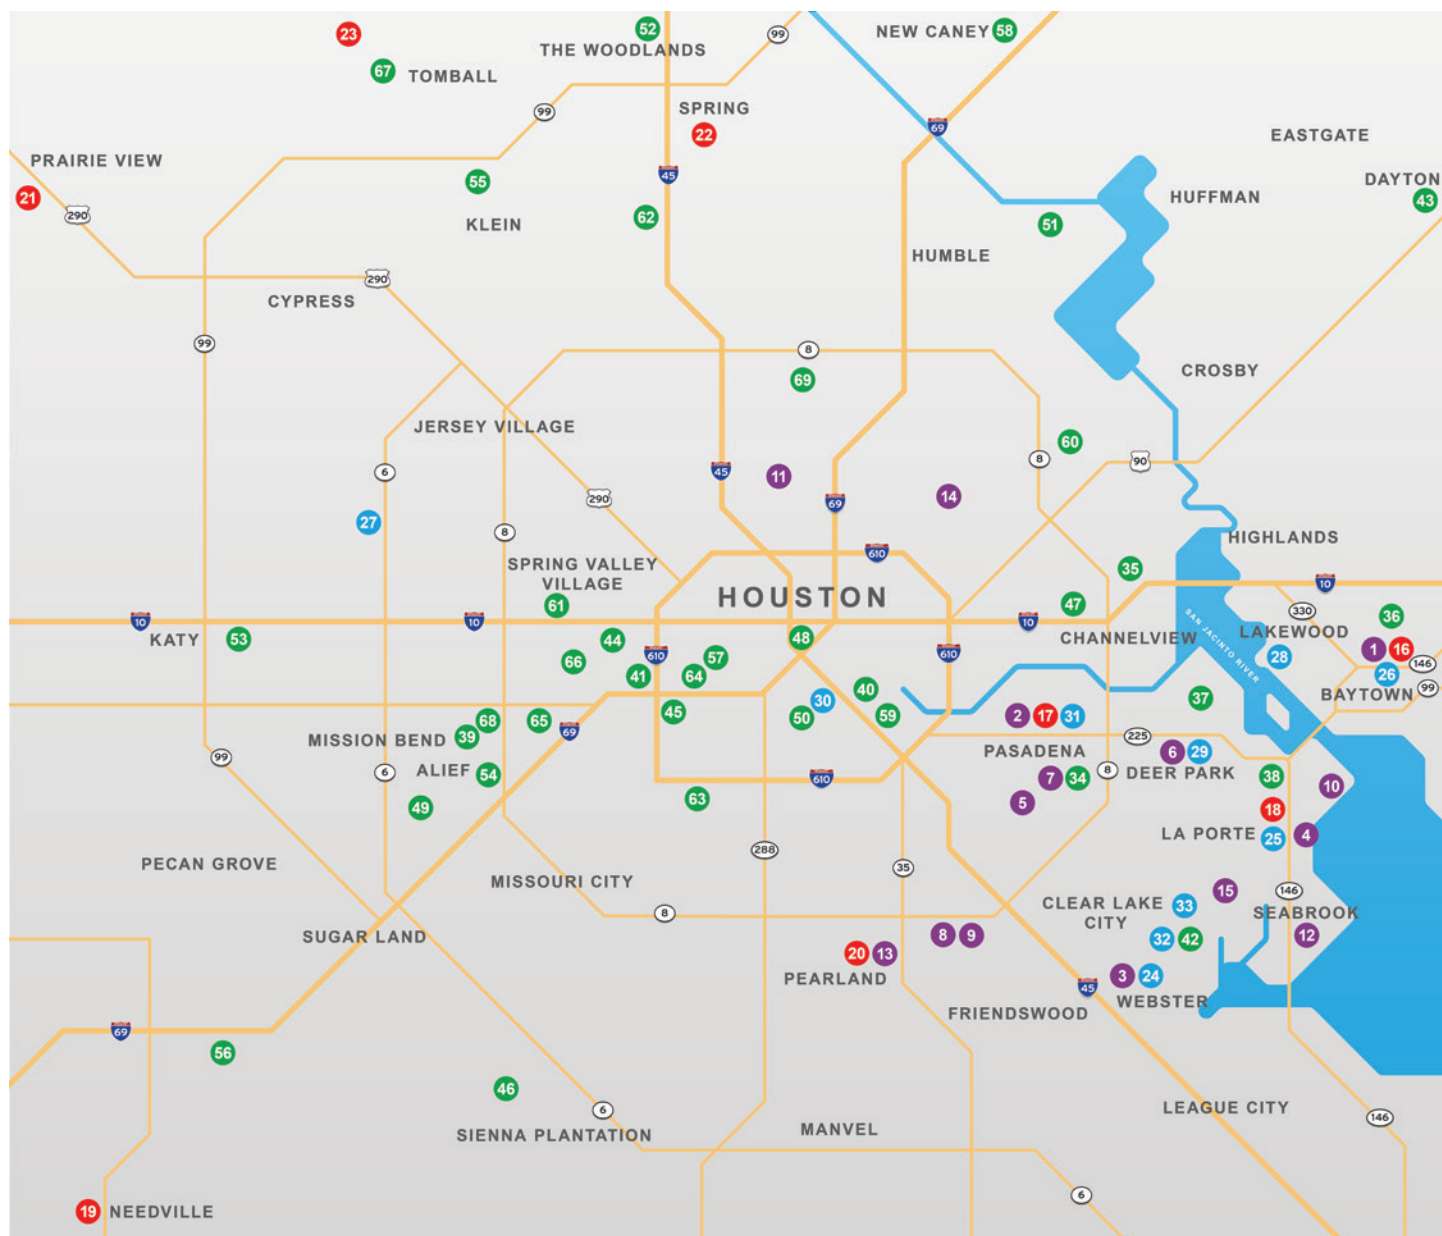 23
52
99
NEW CANEY 58
THE WOODLANDS
67 TOMBALL
99
SPRING
22
69
EASTGATE
PRAIRIE VIEW
45
55
DAYTON
21
290
62
HUFFMAN
43
KLEIN
51
HUMBLE
290
CYPRESS
99
8
69
CROSBY
JERSEY VILLAGE
60
6
45
11
8
90
27
290
14
69
8
HIGHLANDS
610
SPRING VALLEY
VILLAGE
35
10
HOUSTON
61
47
330
36
10
10
10
SAN JACINTO RIVER
KATY 53
44
48
CHANNELVIEW
LAKEWOOD
66
57
610
610
28
1 16
146
41
64
26
99
BAYTOWN
40
37
45
30
50
59
2 17 31
68
65
69
39
MISSION BEND
225
PASADENA
6 29
99
ALIEF
54
6
610
7 34
8
DEER PARK
38
10
49
63
5
18
LA PORTE 25
4
288
35
PECAN GROVE
MISSOURI CITY
15
146
8
CLEAR LAKE
CITY
33
SEABROOK
SUGAR LAND
8 9
32 42
12
20 13
PEARLAND
3 24
45
WEBSTER
FRIENDSWOOD
69
56
46
6
LEAGUE CITY
146
SIENNA PLANTATION
MANVEL
6
19 NEEDVILLE